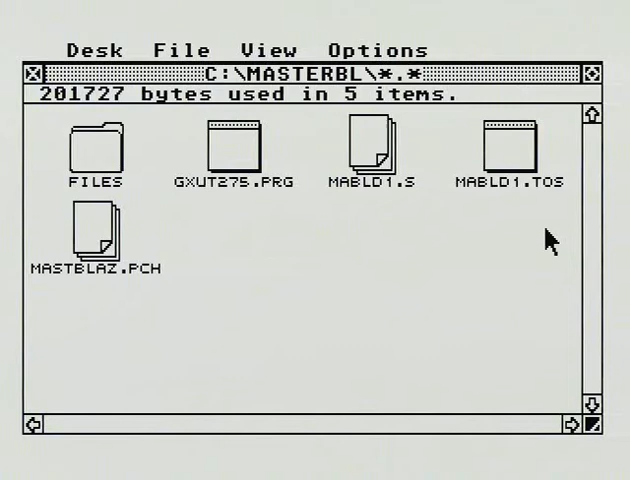 Desk File View Options
C:\MASTERBL\*.*
201727 bytes used in 5 items.
FILES GXUT275.PRG MABLD1.S MABLD1.TOS
MASTBLAZ.PCH